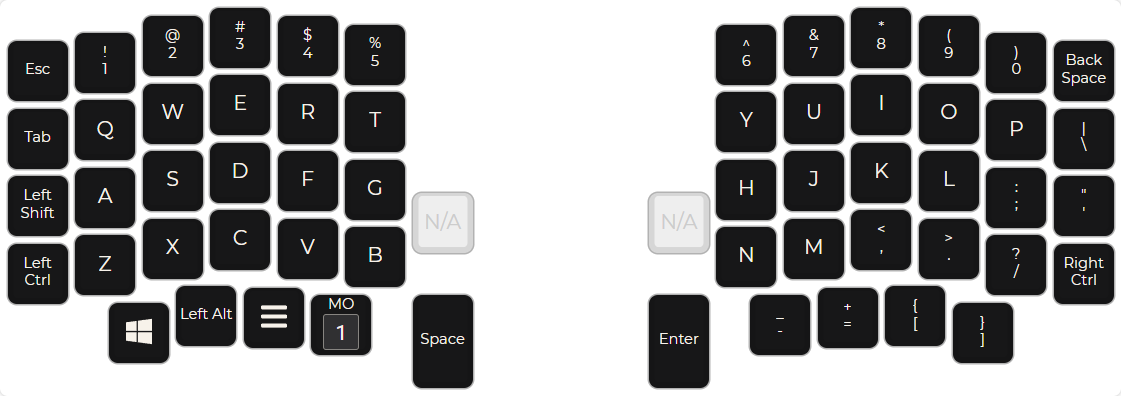 Esc
!
1
@
2
#
3
$
4
%
5
^
6
&
7
*
8
(
9
)
0
Back
Space
Tab
Q
W
E
R
T
Y
U
I
O
P
|
\
Left
Shift
A
S
D
F
G
N/A
N/A
H
J
K
L
:
;
"
'
Left
Ctrl
Z
X
C
V
B
N
M
<
,
>
.
?
/
Right
Ctrl
Left Alt
MO
1
Space
Enter
_
-
+
=
{
[
}
]